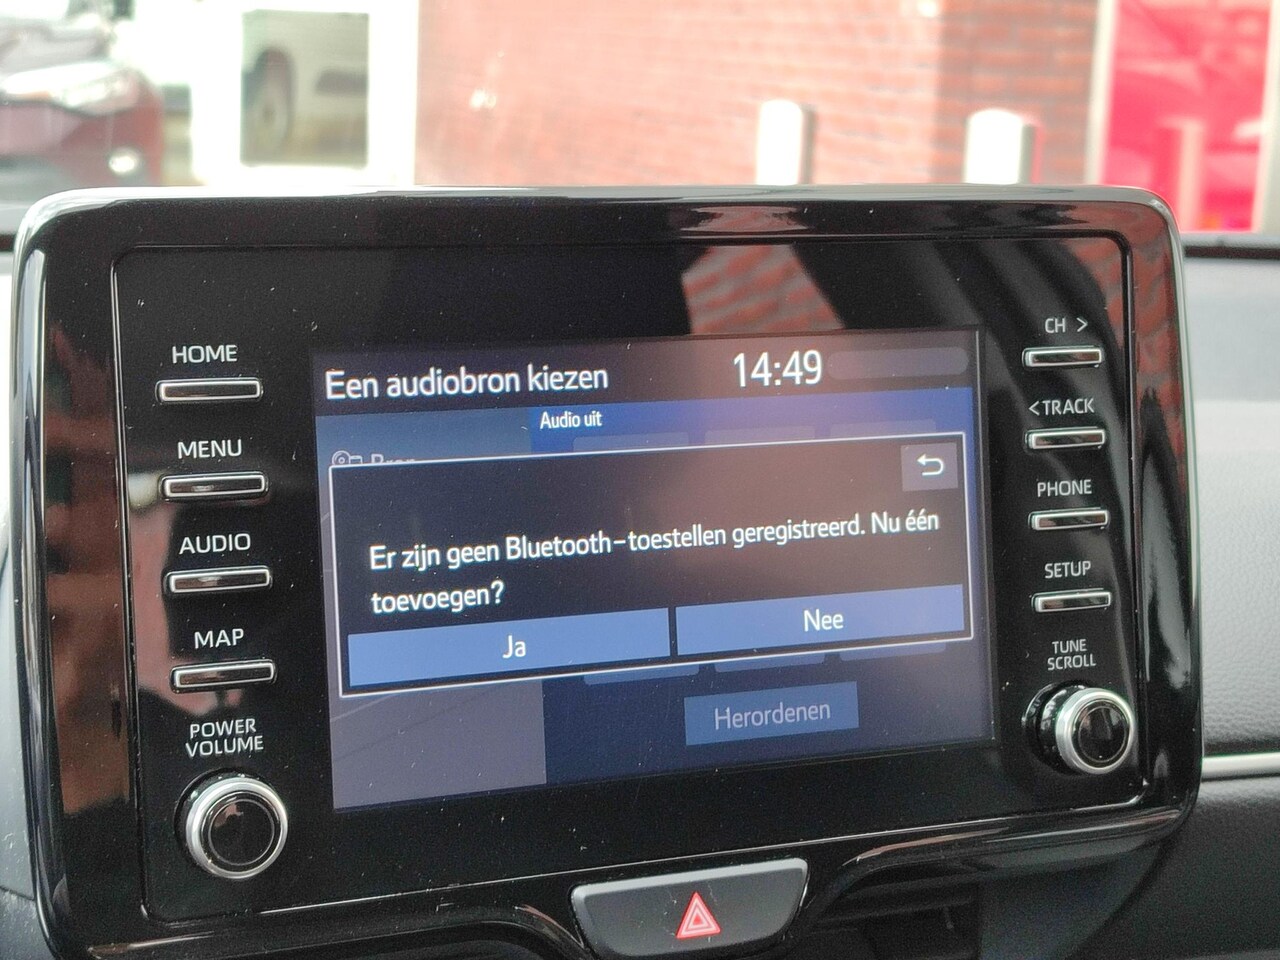 HOME
MENU
AUDIO
MAP
POWER
VOLUME
Een audiobron kiezen
14:49
Audio uit
Bron
Er zijn geen Bluetooth-toestellen geregistreerd. Nu één
toevoegen?
Ja
Nee
Herordenen
CH >
<TRACK
PHONE
SETUP
TUNE
SCROLL